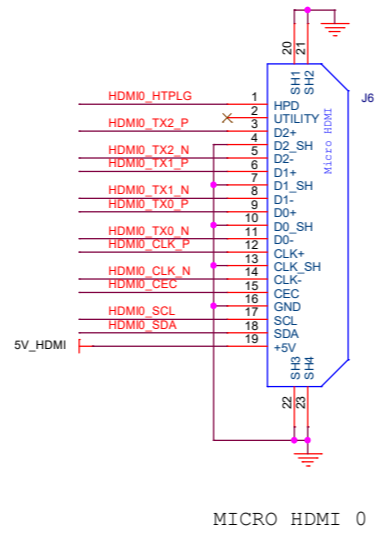 20
21
SH1
SH2
J6
Micro HDMI
HDMI0_HTPLG 1 HPD
2 UTILITY
HDMI0_TX2_P 3 D2+
4 D2_SH
HDMI0_TX2_N 5 D2-
HDMI0_TX1_P 6 D1+
7 D1_SH
HDMI0_TX1_N 8 D1-
HDMI0_TX0_P 9 D0+
10 D0_SH
HDMI0_TX0_N 11 D0-
HDMI0_CLK_P 12 CLK+
13 CLK_SH
HDMI0_CLK_N 14 CLK-
HDMI0_CEC 15 CEC
16 GND
HDMI0_SCL 17 SCL
HDMI0_SDA 18 SDA
5V_HDMI 19 +5V
SH3
SH4
22
23
MICRO HDMI 0